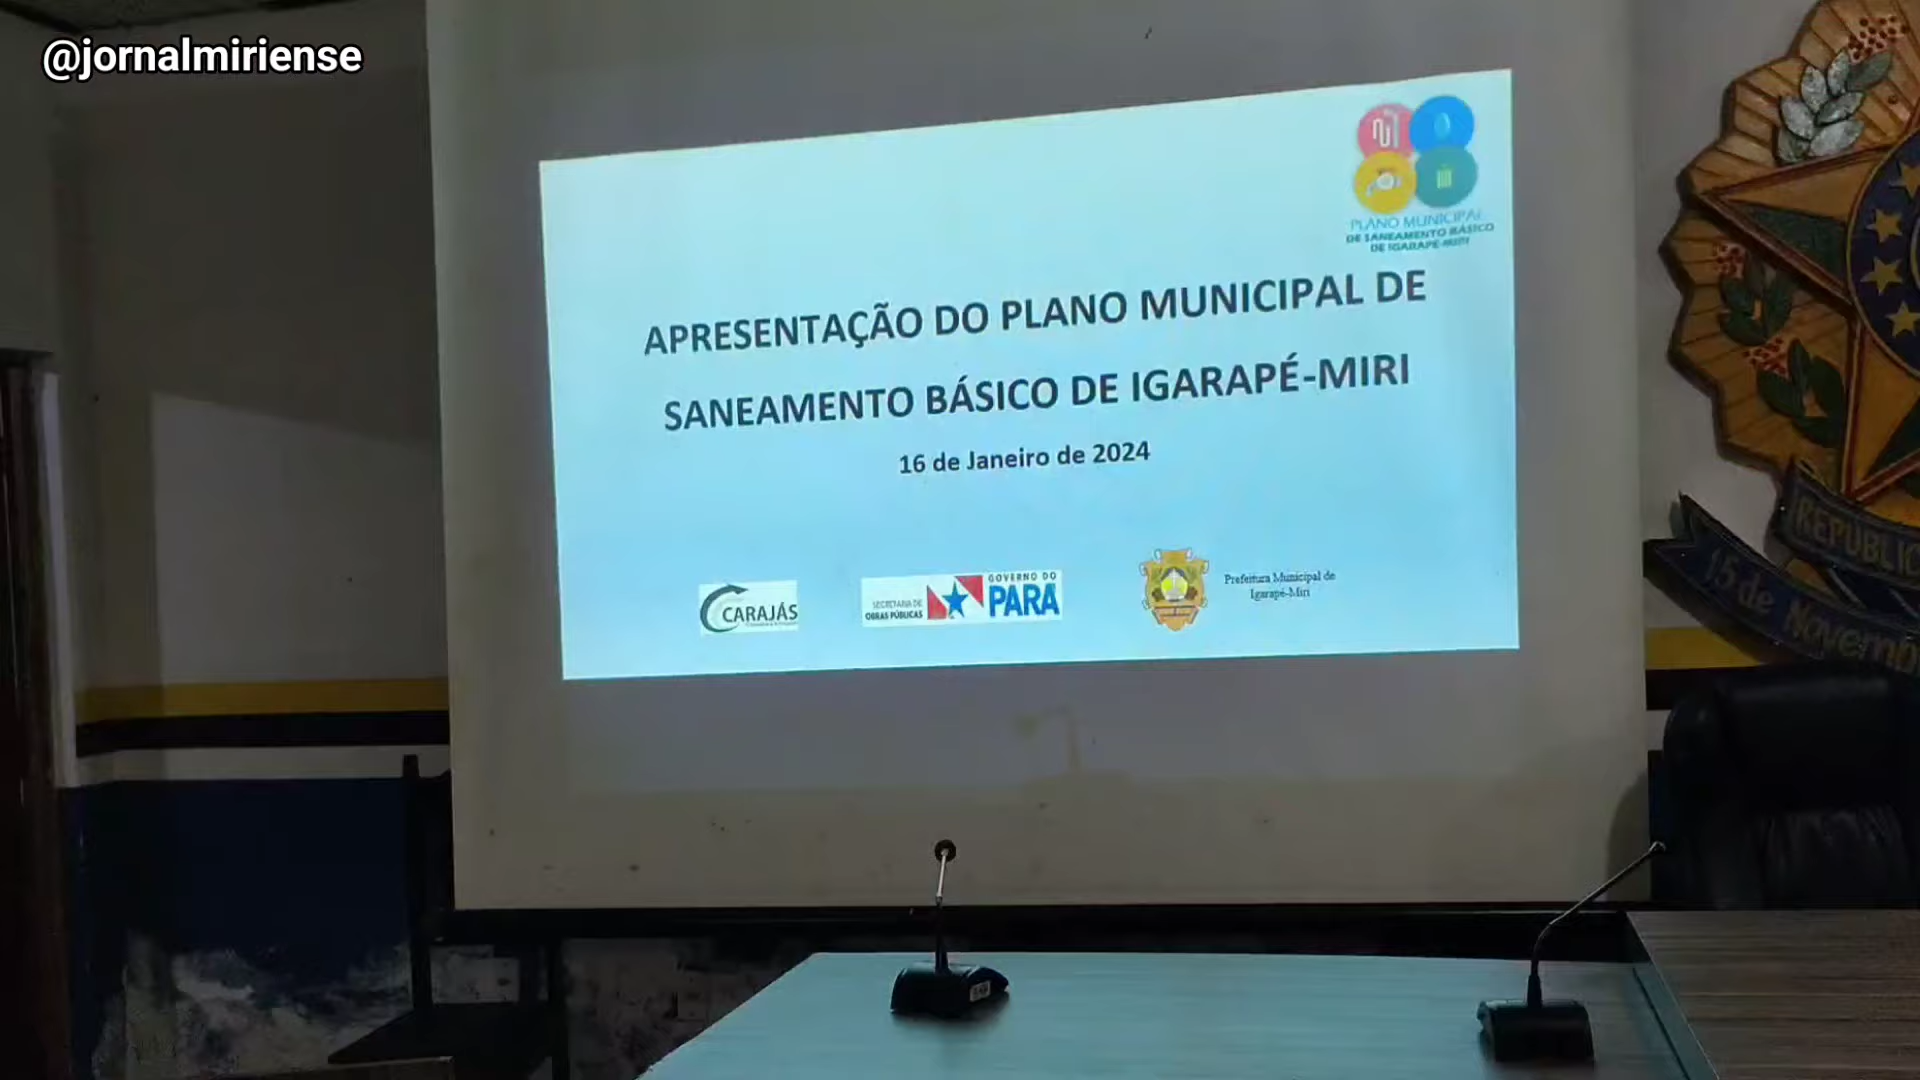 @jornalmiriense
PLANO MUNICIPAL
DE SANEAMENTO BÁSICO
DE IGARAPÉ-MIRI
APRESENTAÇÃO DO PLANO MUNICIPAL DE
SANEAMENTO BÁSICO DE IGARAPÉ-MIRI
16 de Janeiro de 2024
CARAJÁS
SECRETARIA DE
OBRAS PÚBLICAS
GOVERNO DO
PARÁ
Prefeitura Municipal de
Igarapé-Miri
REPUBLIC
15 de Novemb